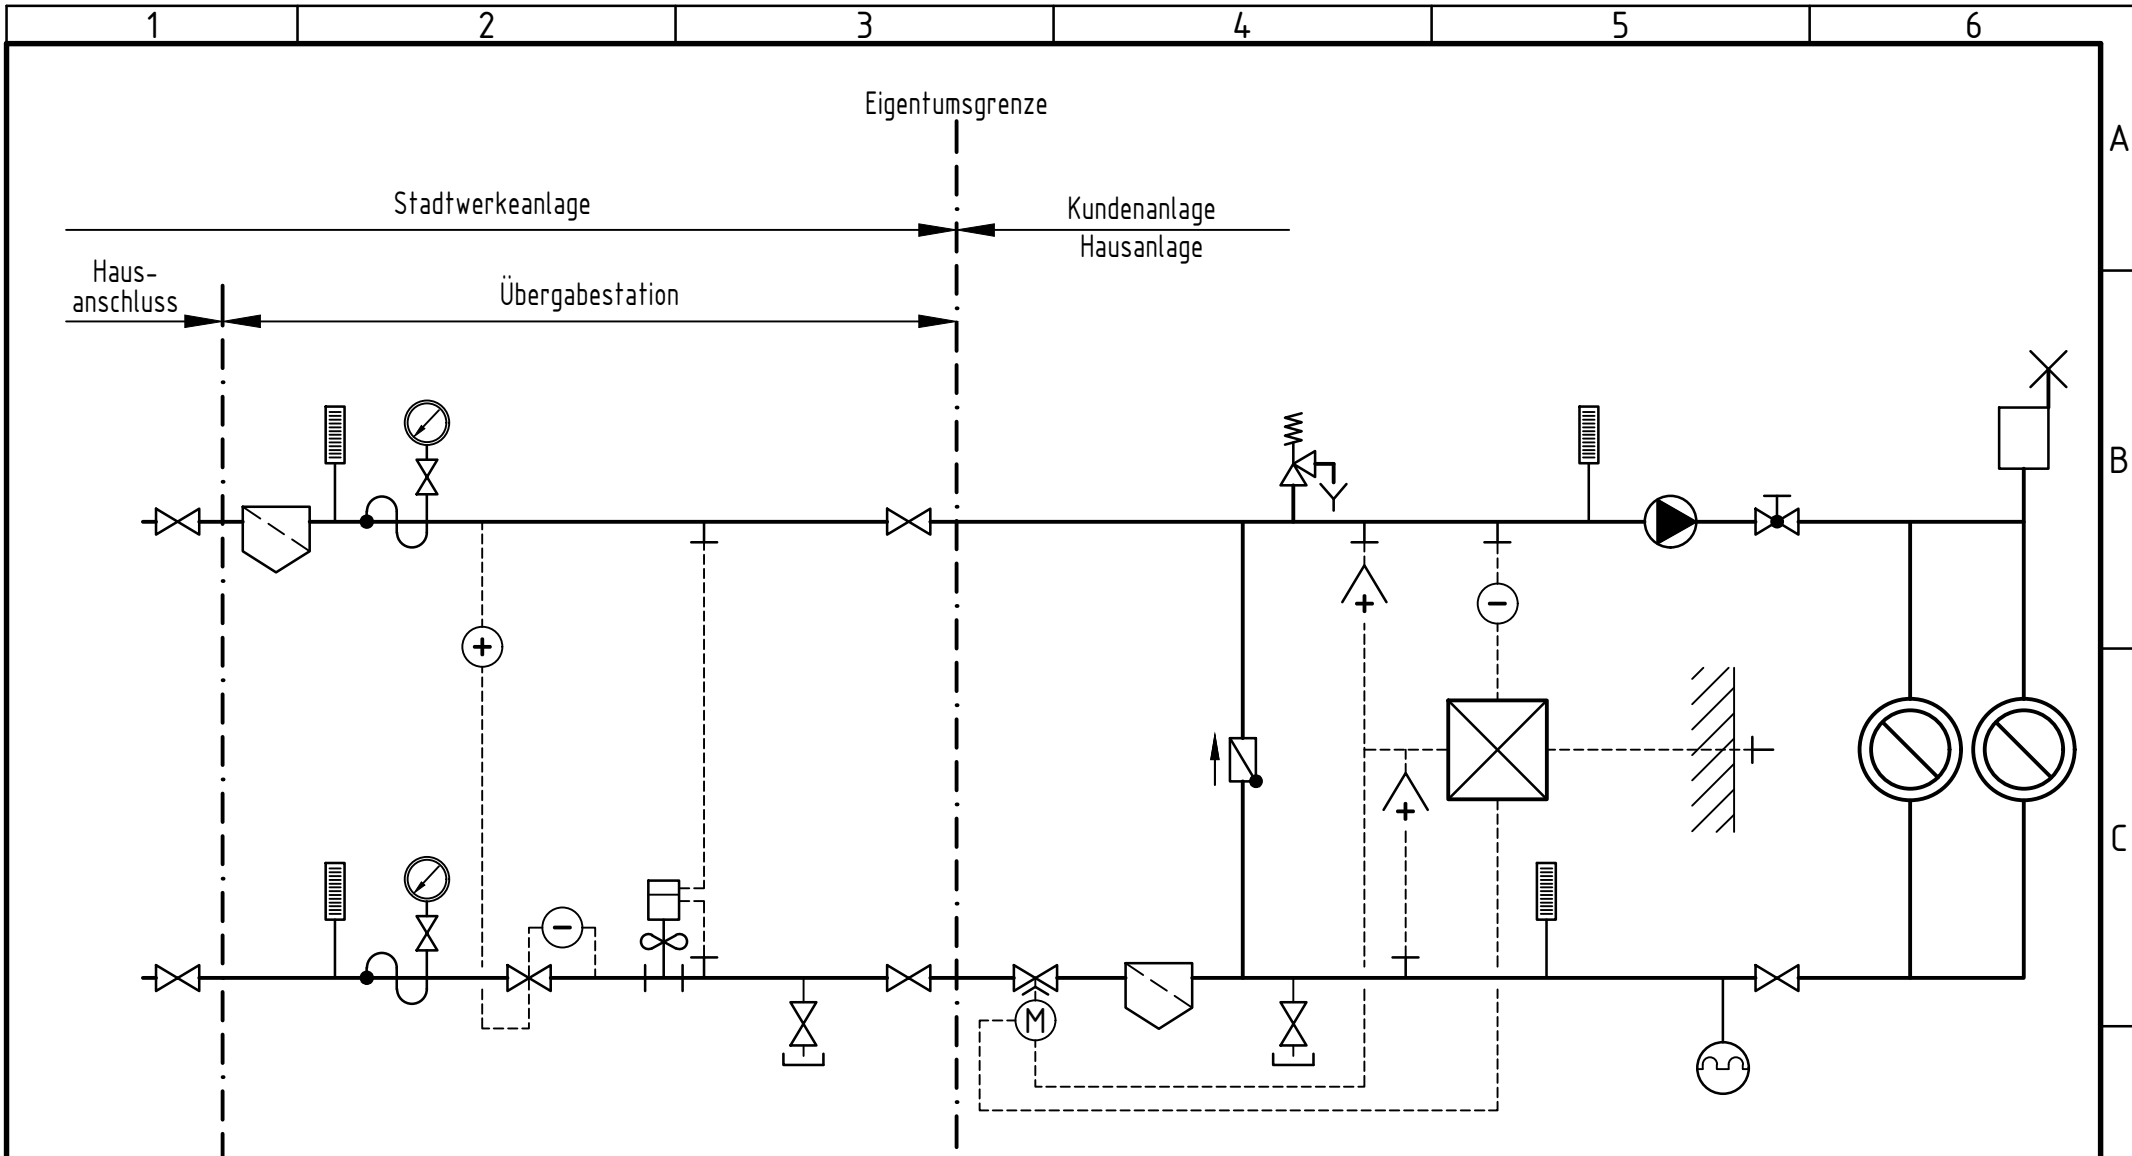 1 2 3 4 5 6
Eigentumsgrenze
A
Stadtwerkeanlage
Kundenanlage
Hausanlage
Haus-
anschluss
Übergabestation
B
+
+
-
C
+
-
M